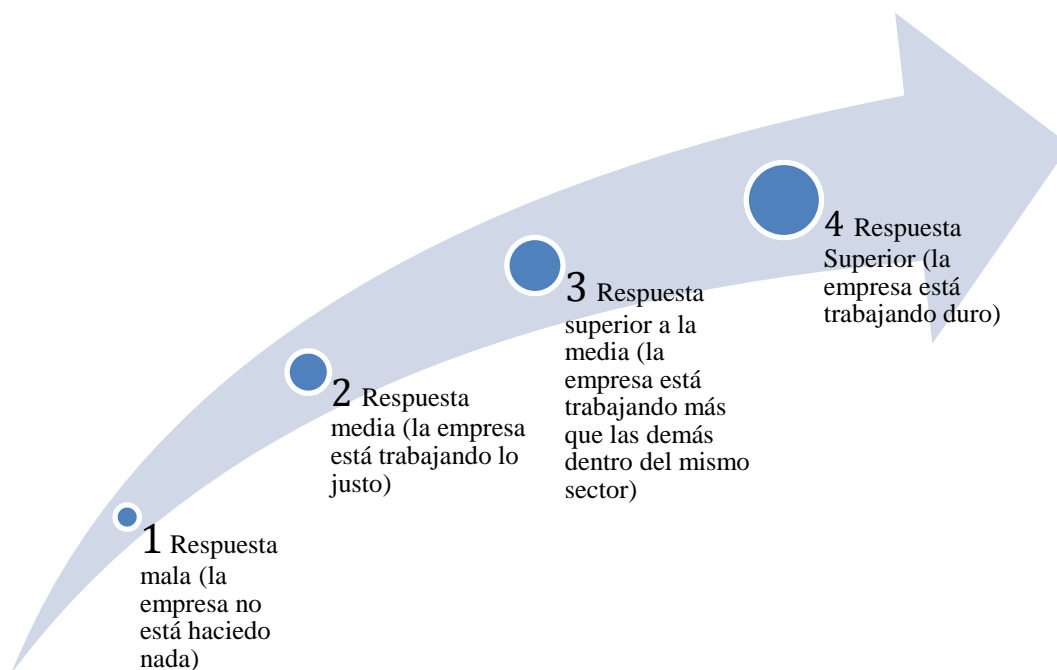 1 Respuesta
mala (la
empresa no
está haciedo
nada)
2 Respuesta
media (la empresa
está trabajando lo
justo)
3 Respuesta
superior a la
media (la
empresa está
trabajando más
que las demás
dentro del mismo
sector)
4 Respuesta
Superior (la
empresa está
trabajando duro)